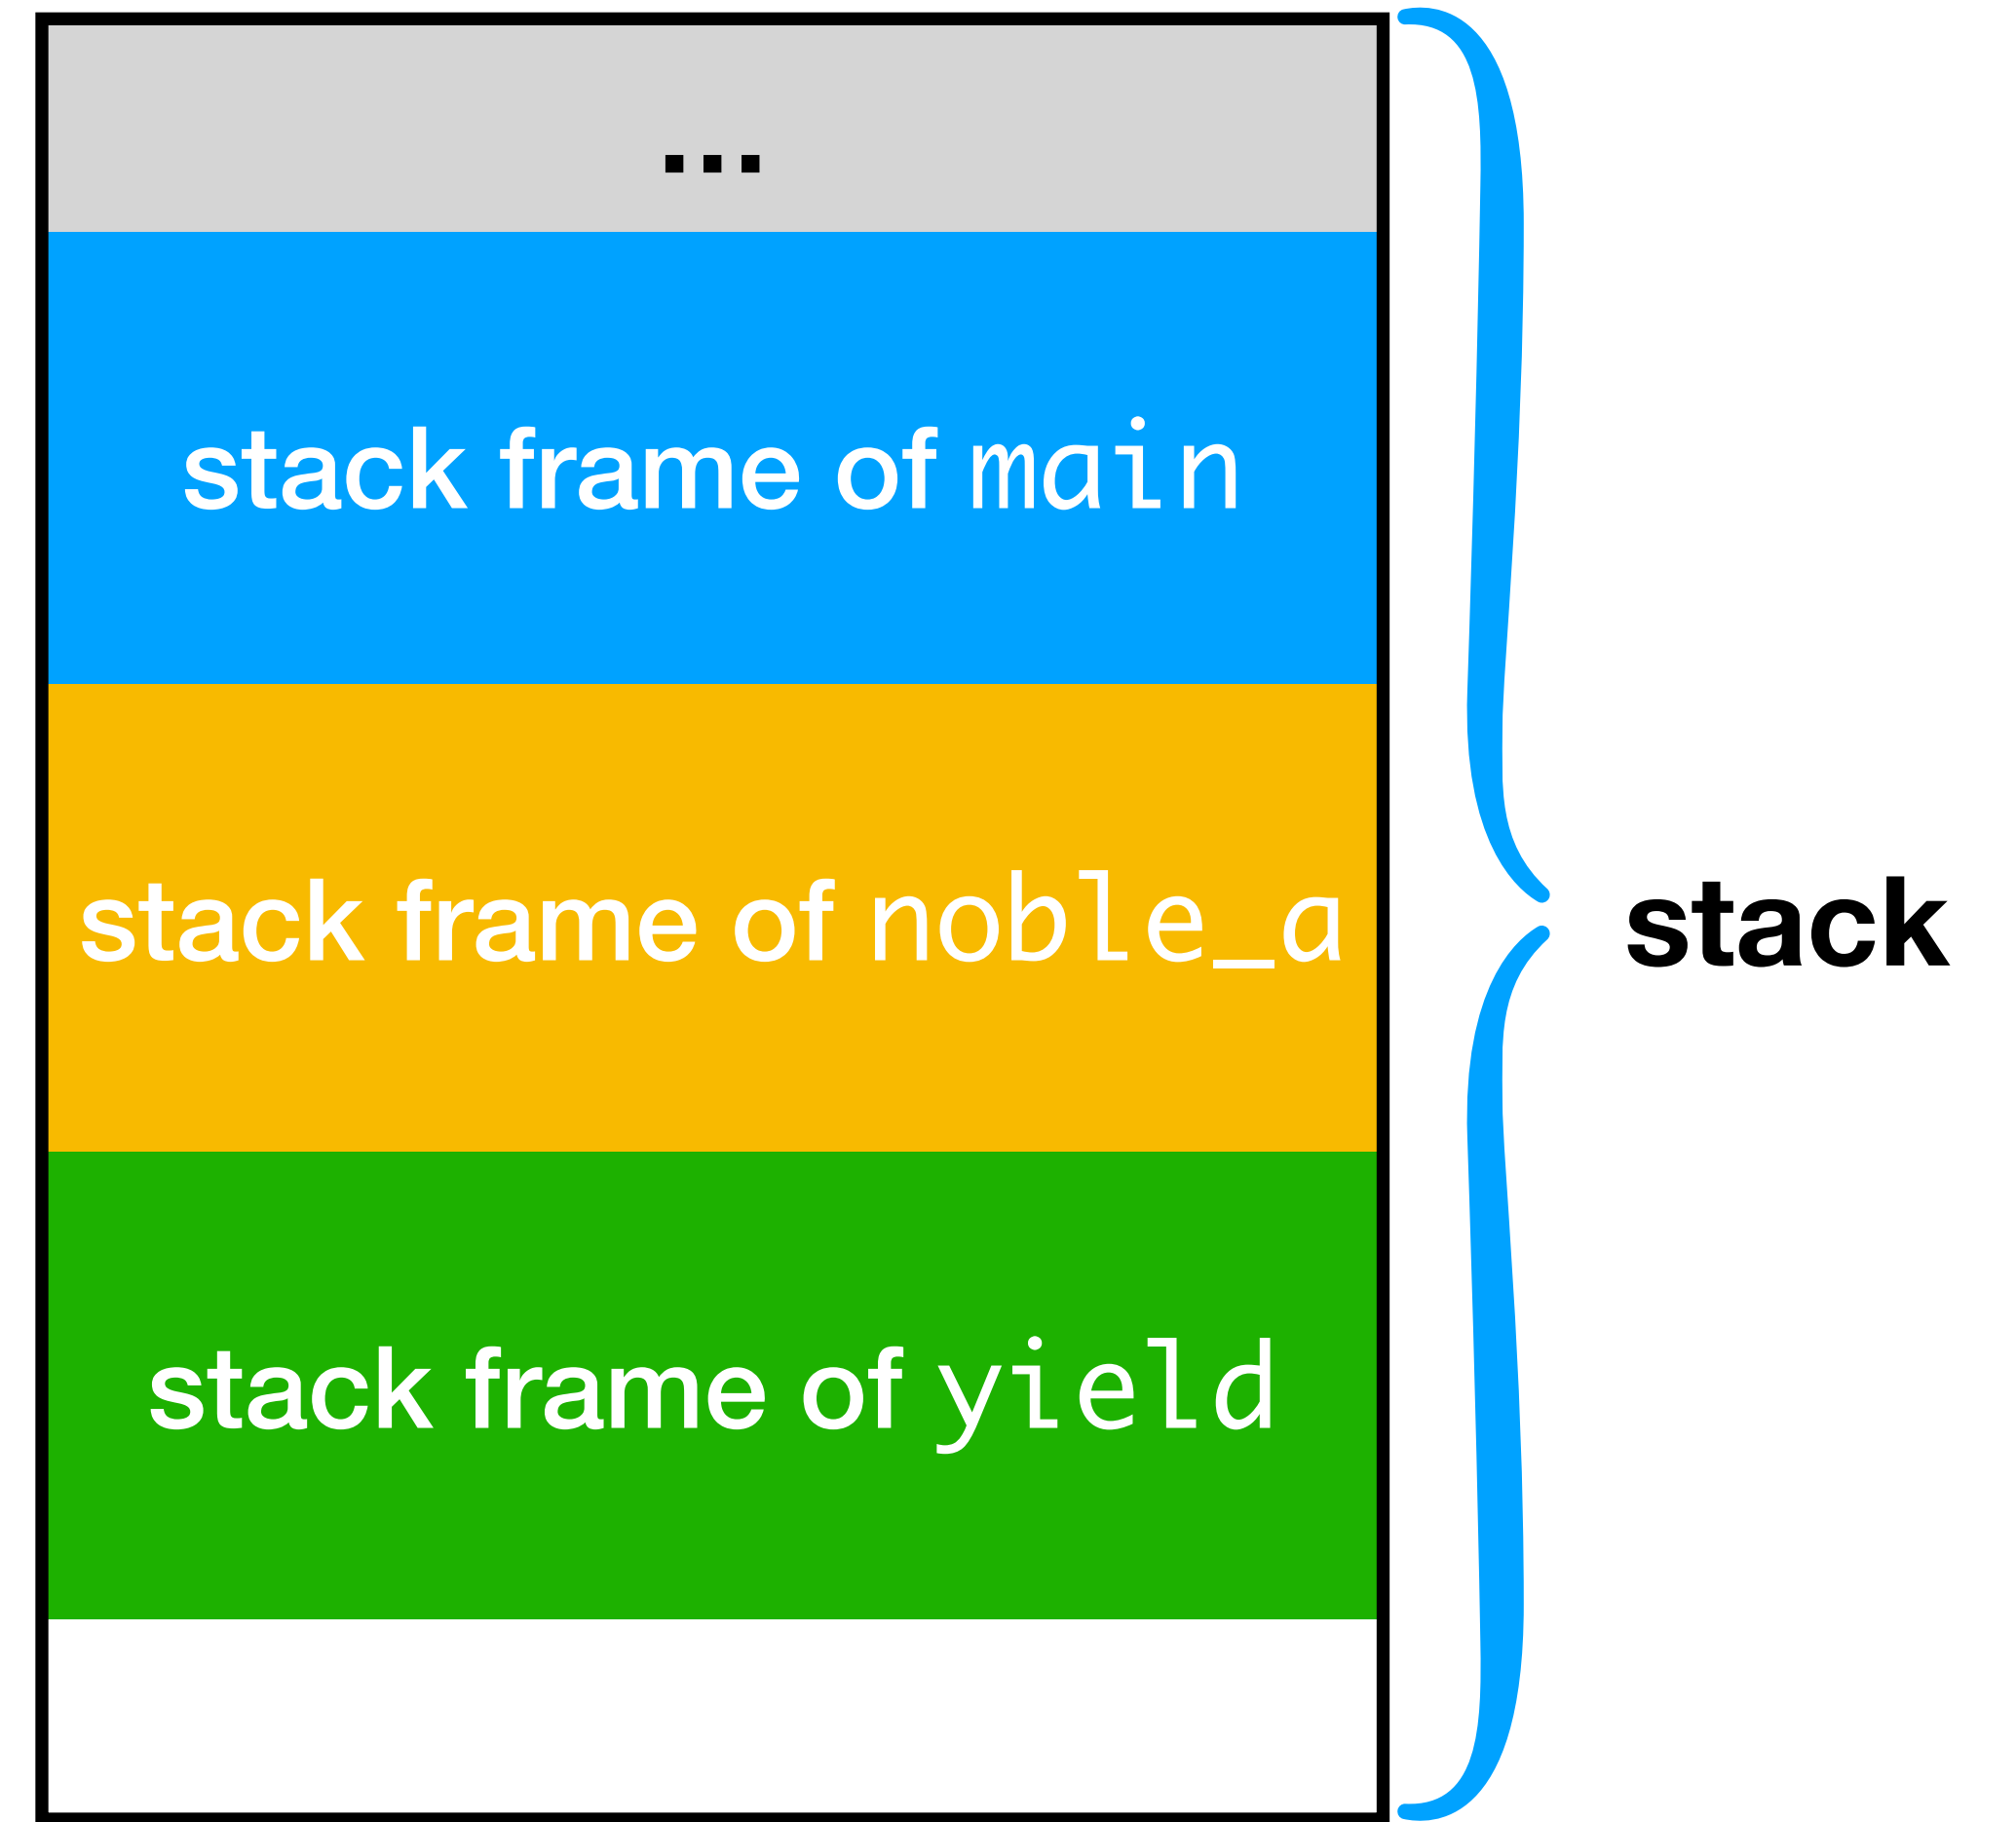 ...
stack frame of main
stack frame of noble_a
stack
stack frame of yield